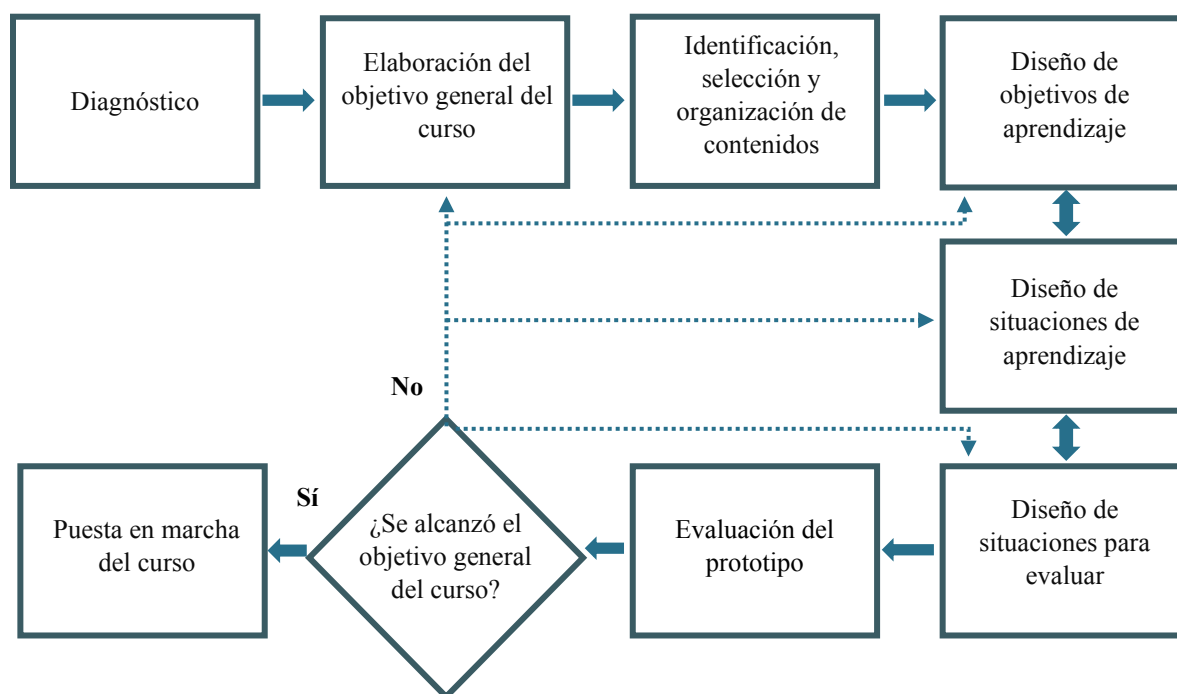 Diagnóstico
Elaboración del
objetivo general del
curso
Identificación,
selección y
organización de
contenidos
Diseño de
objetivos de
aprendizaje
Diseño de
situaciones de
aprendizaje
No
Sí
Puesta en marcha
del curso
¿Se alcanzó el
objetivo general
del curso?
Evaluación del
prototipo
Diseño de
situaciones para
evaluar